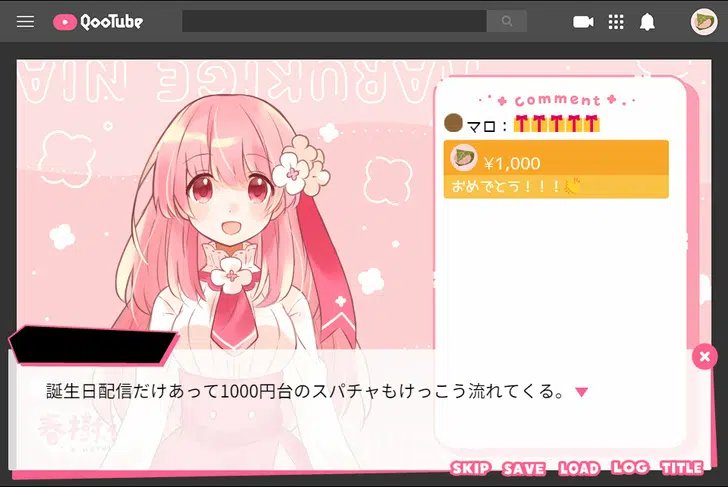 QooTube
HARUKIGE NIA
comment
マロ：🎁🎁🎁🎁🎁
¥1,000
おめでとう！！！👏
誕生日配信だけあって1000円台のスパチャもけっこう流れてくる。
SKIP SAVE LOAD LOG TITLE